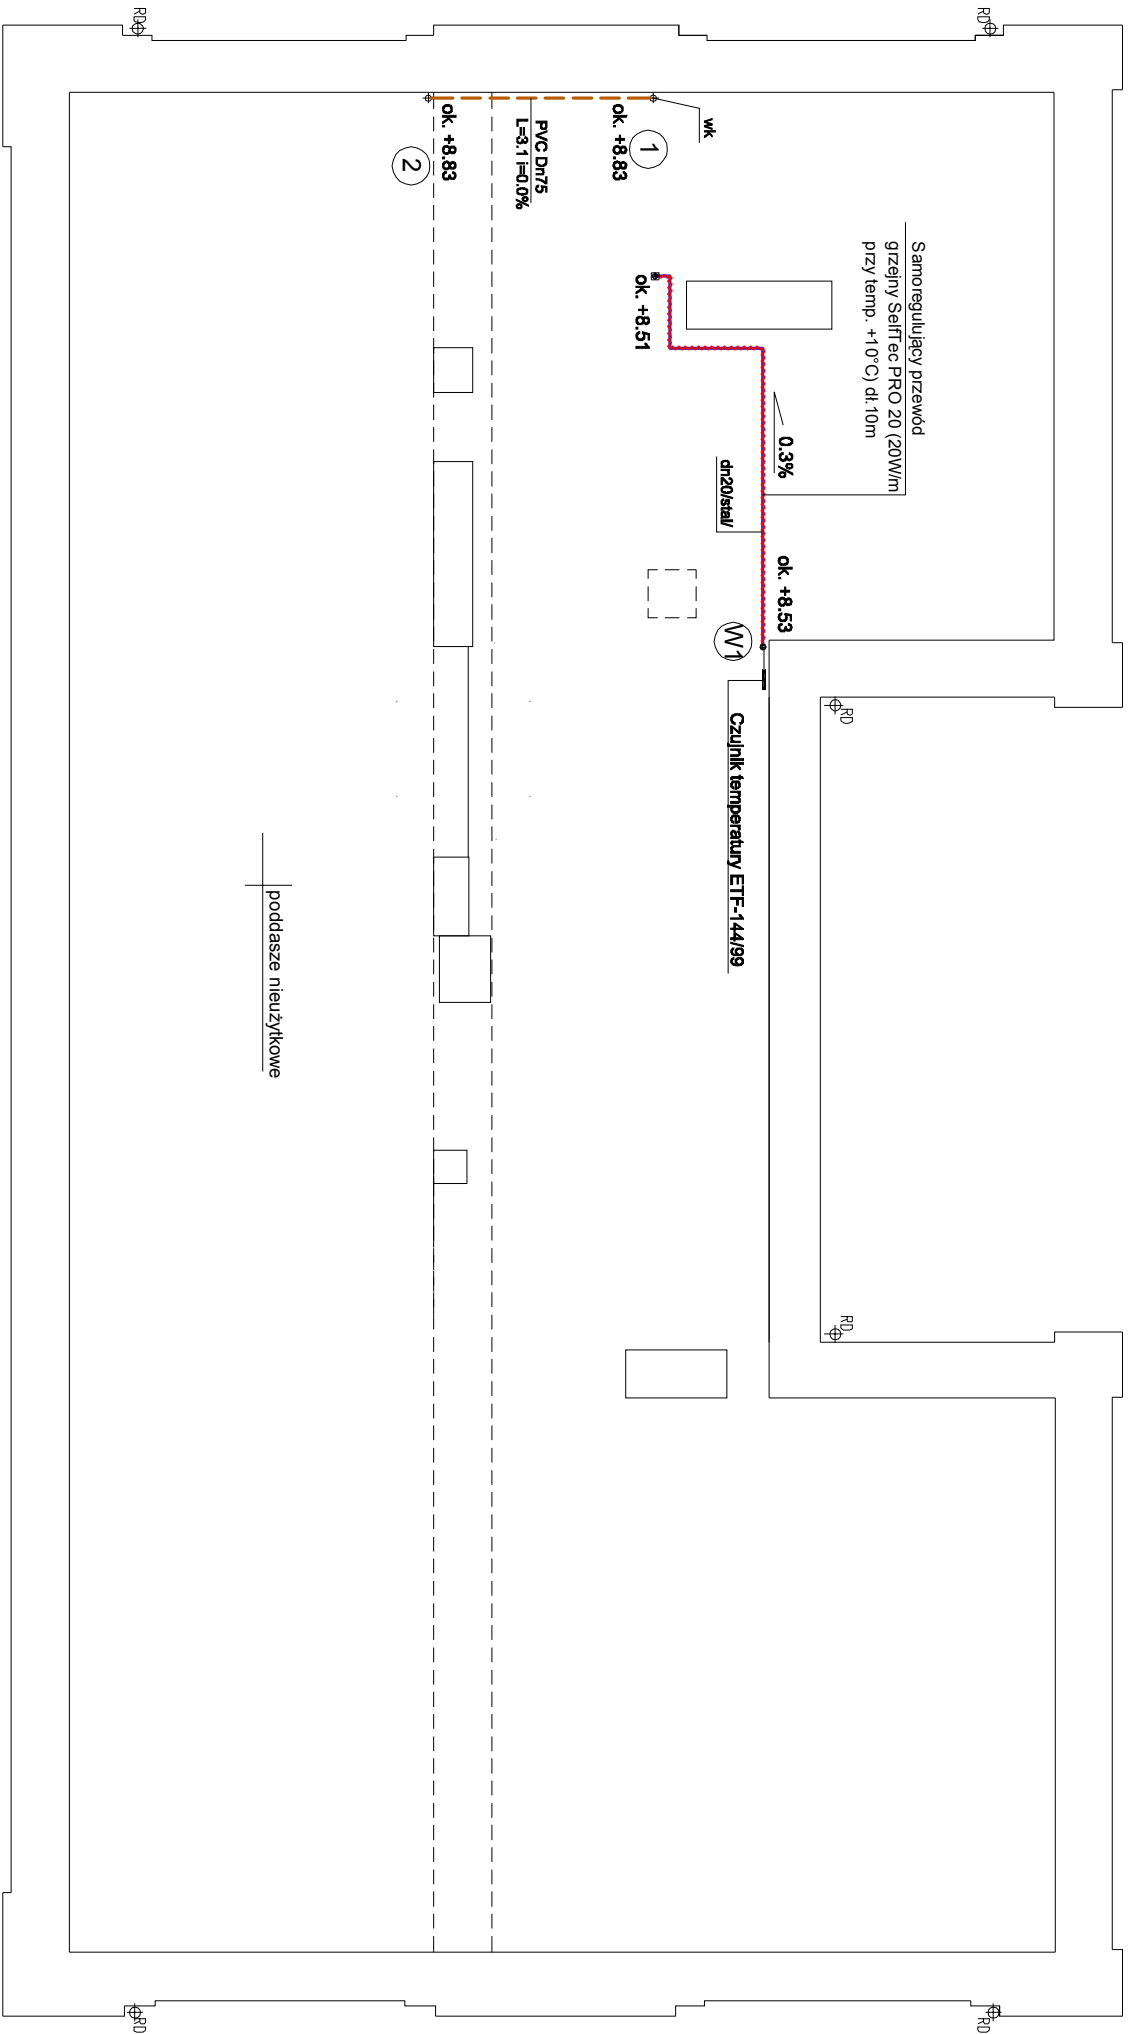 RD
RD
wk
1
ok. +8.83
PVC Dn75
L=3.1 i=0.0%
ok. +8.83
2
Samoregulujący przewód
grzejny SelfTec PRO 20 (20W/m
przy temp. +10°C) dł.10m
ok. +8.51
0.3%
dn20/stal/
ok. +8.53
W1
RD
Czujnik temperatury ETF-144/99
poddasze nieużytkowe
RD
RD
RD